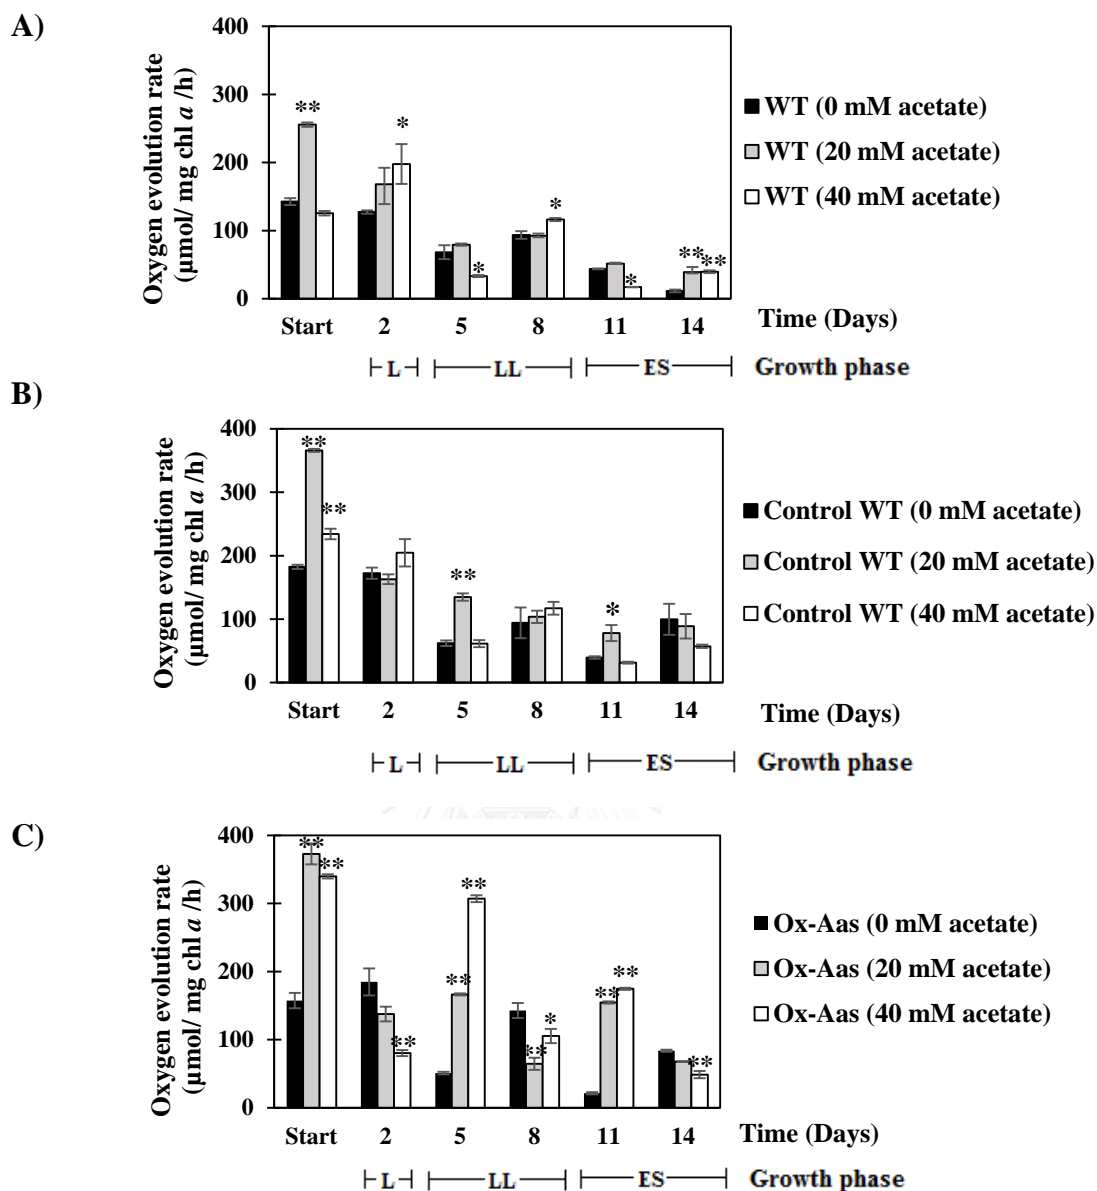 A)
Oxygen evolution rate
(µmol/ mg chl a /h)
400
300
200
100
0
** * * * * ** **
Start 2 5 8 11 14 Time (Days)
L LL ES Growth phase
WT (0 mM acetate)
WT (20 mM acetate)
WT (40 mM acetate)
B)
Oxygen evolution rate
(µmol/ mg chl a /h)
400
300
200
100
0
** ** ** *
Start 2 5 8 11 14 Time (Days)
L LL ES Growth phase
Control WT (0 mM acetate)
Control WT (20 mM acetate)
Control WT (40 mM acetate)
C)
Oxygen evolution rate
(µmol/ mg chl a /h)
400
300
200
100
0
** ** ** ** ** ** * ** ** **
Start 2 5 8 11 14 Time (Days)
L LL ES Growth phase
Ox-Aas (0 mM acetate)
Ox-Aas (20 mM acetate)
Ox-Aas (40 mM acetate)